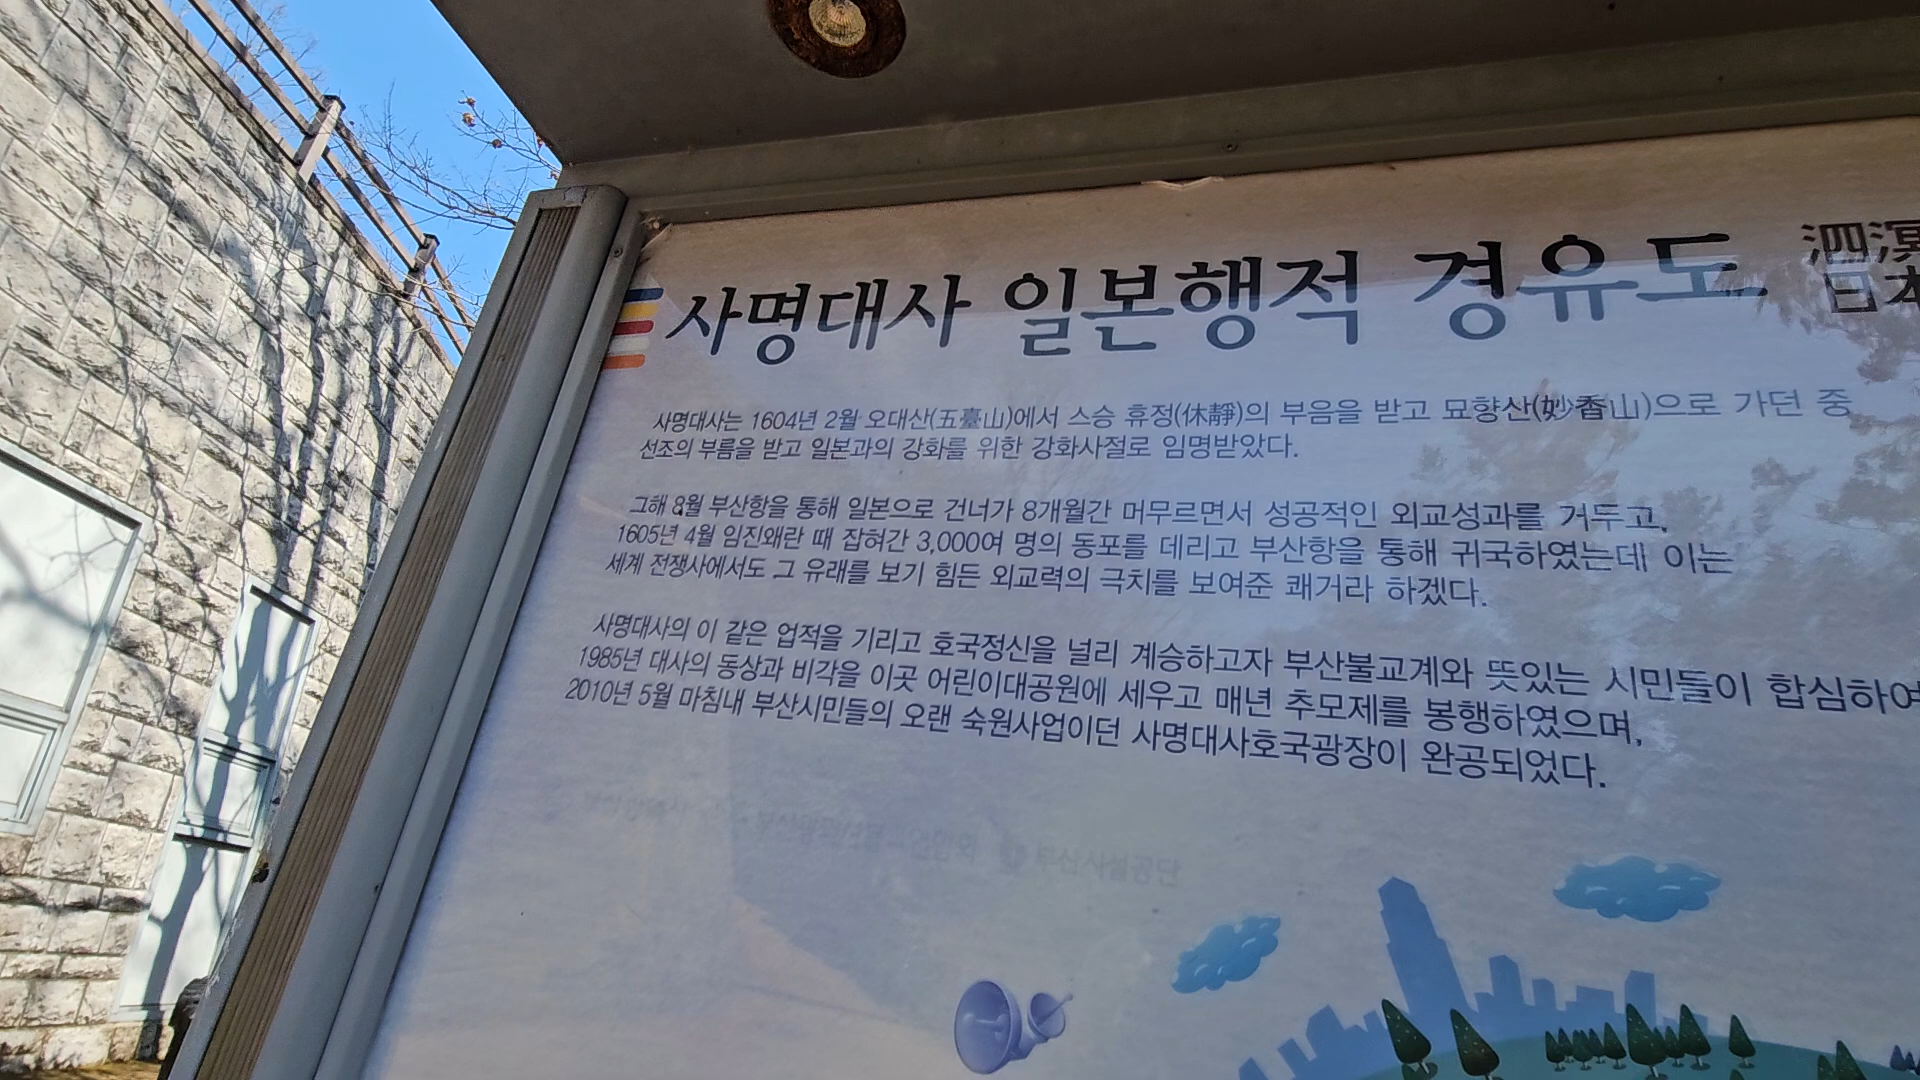 사명대사 일본행적 경유도
泗溟
日本
사명대사는 1604년 2월 오대산(五臺山)에서 스승 휴정(休靜)의 부음을 받고 묘향산(妙香山)으로 가던 중
선조의 부름을 받고 일본과의 강화를 위한 강화사절로 임명받았다.
그해 8월 부산항을 통해 일본으로 건너가 8개월간 머무르면서 성공적인 외교성과를 거두고,
1605년 4월 임진왜란 때 잡혀간 3,000여 명의 동포를 데리고 부산항을 통해 귀국하였는데 이는
세계 전쟁사에서도 그 유래를 보기 힘든 외교력의 극치를 보여준 쾌거라 하겠다.
사명대사의 이 같은 업적을 기리고 호국정신을 널리 계승하고자 부산불교계와 뜻있는 시민들이 합심하여
1985년 대사의 동상과 비각을 이곳 어린이대공원에 세우고 매년 추모제를 봉행하였으며,
2010년 5월 마침내 부산시민들의 오랜 숙원사업이던 사명대사호국광장이 완공되었다.
부산시설공단